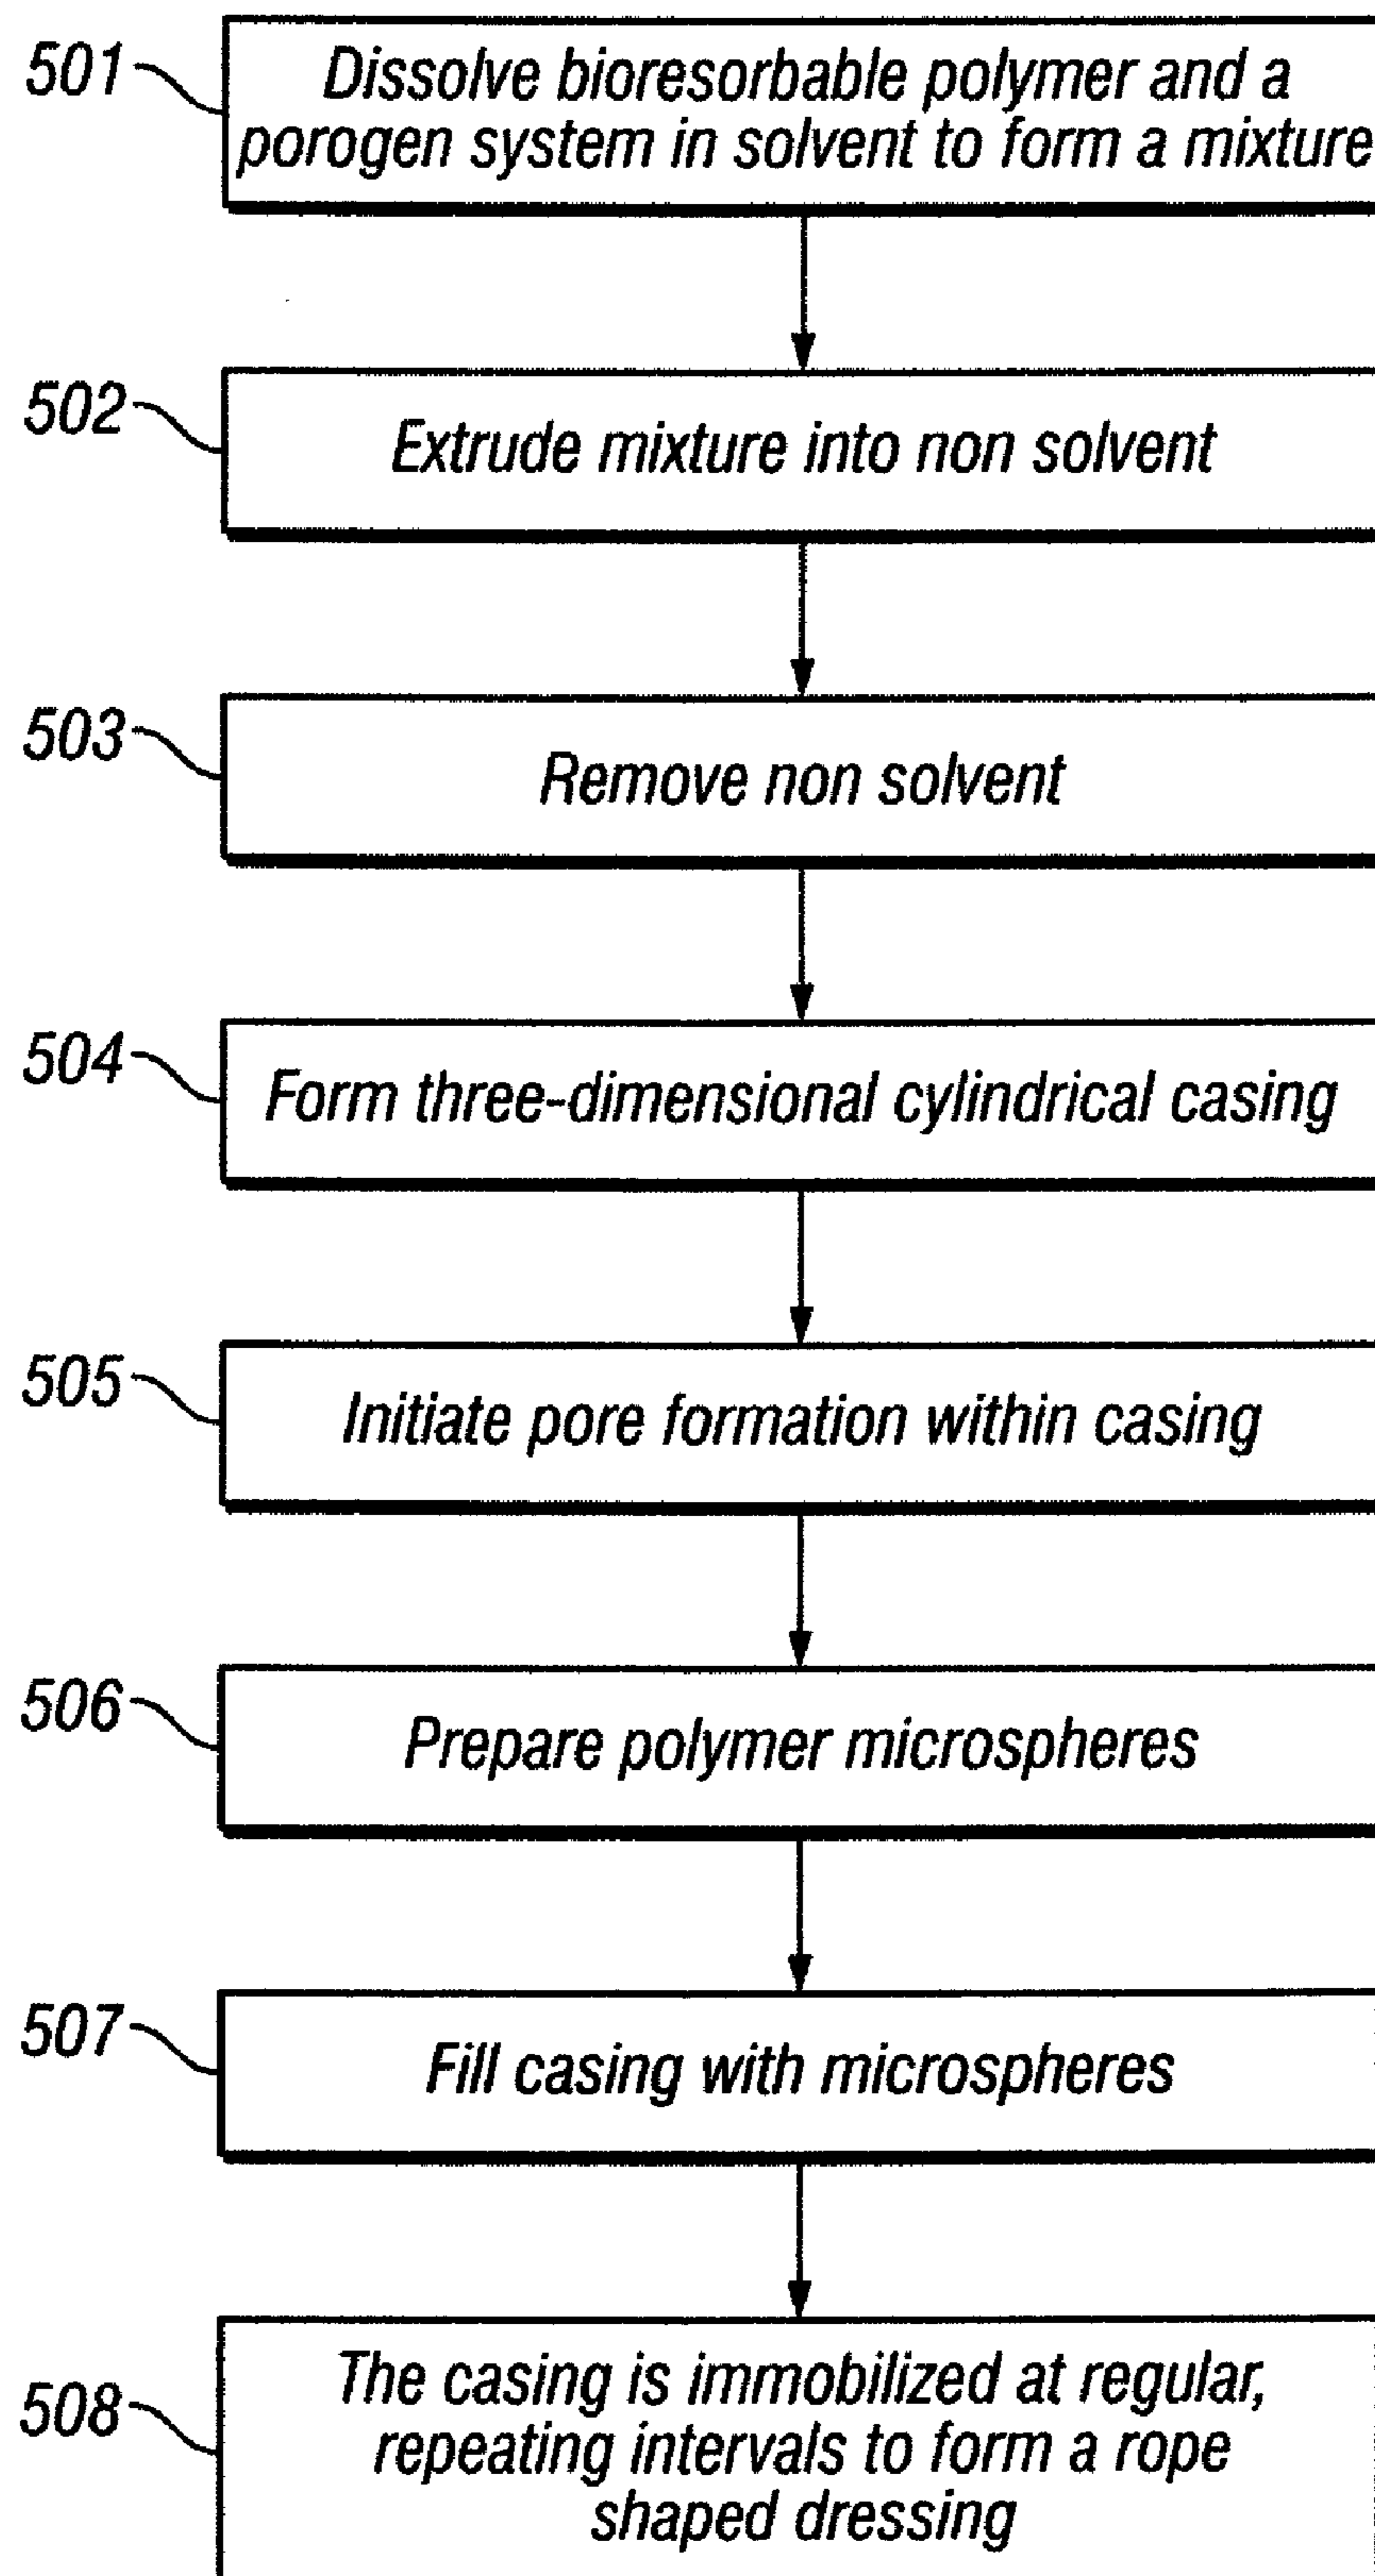 501
Dissolve bioresorbable polymer and a
porogen system in solvent to form a mixture
502
Extrude mixture into non solvent
503
Remove non solvent
504
Form three-dimensional cylindrical casing
505
Initiate pore formation within casing
506
Prepare polymer microspheres
507
Fill casing with microspheres
508
The casing is immobilized at regular,
repeating intervals to form a rope
shaped dressing